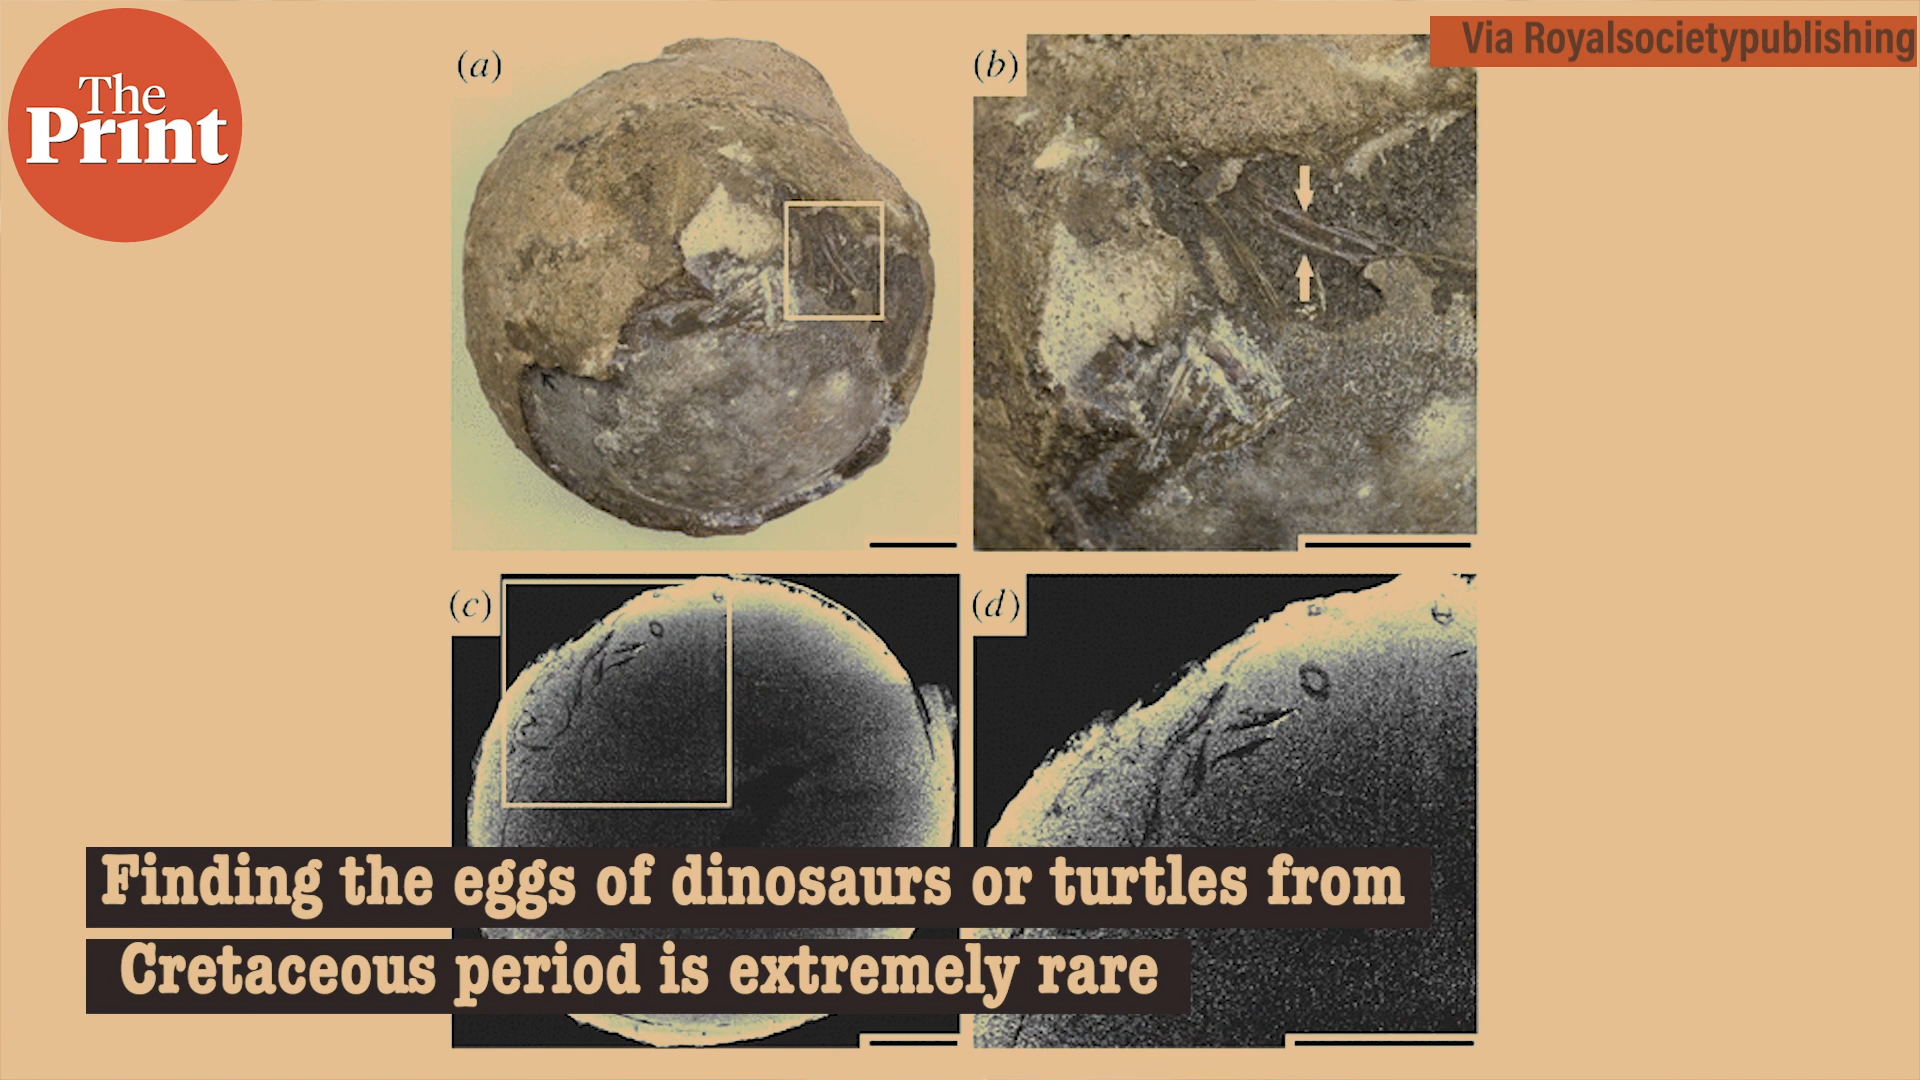 The
Print
Via Royalsocietypublishing
(a)
(b)
(c)
(d)
Finding the eggs of dinosaurs or turtles from
Cretaceous period is extremely rare